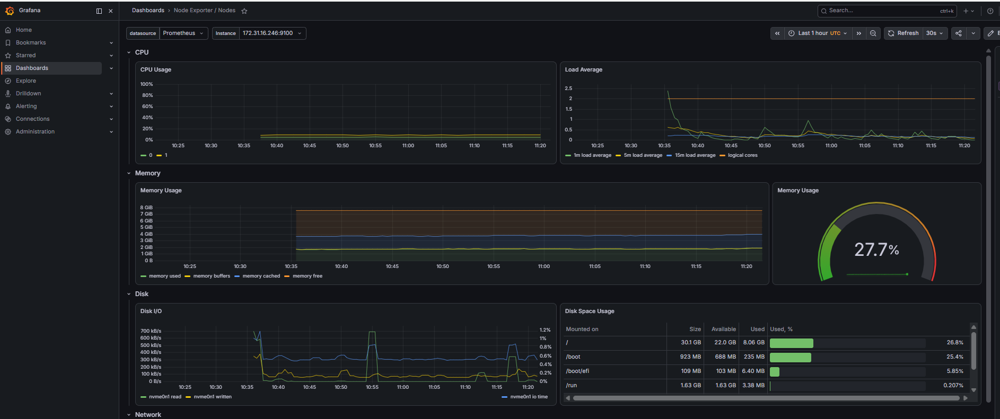 Grafana
Dashboards › Node Exporter / Nodes
Search...
ctrl+k
Home
Bookmarks
Starred
Dashboards
Explore
Drilldown
Alerting
Connections
Administration
datasource Prometheus
Instance 172.31.16.246:9100
Last 1 hour UTC
Refresh 30s
CPU
CPU Usage
100%
80%
60%
40%
20%
0%
10:25 10:30 10:35 10:40 10:45 10:50 10:55 11:00 11:05 11:10 11:15 11:20
0 1
Load Average
2.5
2
1.5
1
0.5
0
10:25 10:30 10:35 10:40 10:45 10:50 10:55 11:00 11:05 11:10 11:15 11:20
1m load average 5m load average 15m load average logical cores
Memory
Memory Usage
8 GiB
7 GiB
6 GiB
5 GiB
4 GiB
3 GiB
2 GiB
1 GiB
0 B
10:25 10:30 10:35 10:40 10:45 10:50 10:55 11:00 11:05 11:10 11:15 11:20
memory used memory buffers memory cached memory free
Memory Usage
27.7%
Disk
Disk I/O
700 kB/s
600 kB/s
500 kB/s
400 kB/s
300 kB/s
200 kB/s
100 kB/s
0 B/s
1.2%
1%
0.8%
0.6%
0.4%
0.2%
0%
10:25 10:30 10:35 10:40 10:45 10:50 10:55 11:00 11:05 11:10 11:15 11:20
nvme0n1 read nvme0n1 written nvme0n1 io time
Disk Space Usage
Mounted on Size Available Used Used, %
/ 30.1 GB 22.0 GB 8.06 GB 26.8%
/boot 923 MB 688 MB 235 MB 25.4%
/boot/efi 109 MB 103 MB 6.40 MB 5.85%
/run 1.63 GB 1.63 GB 3.38 MB 0.207%
Network